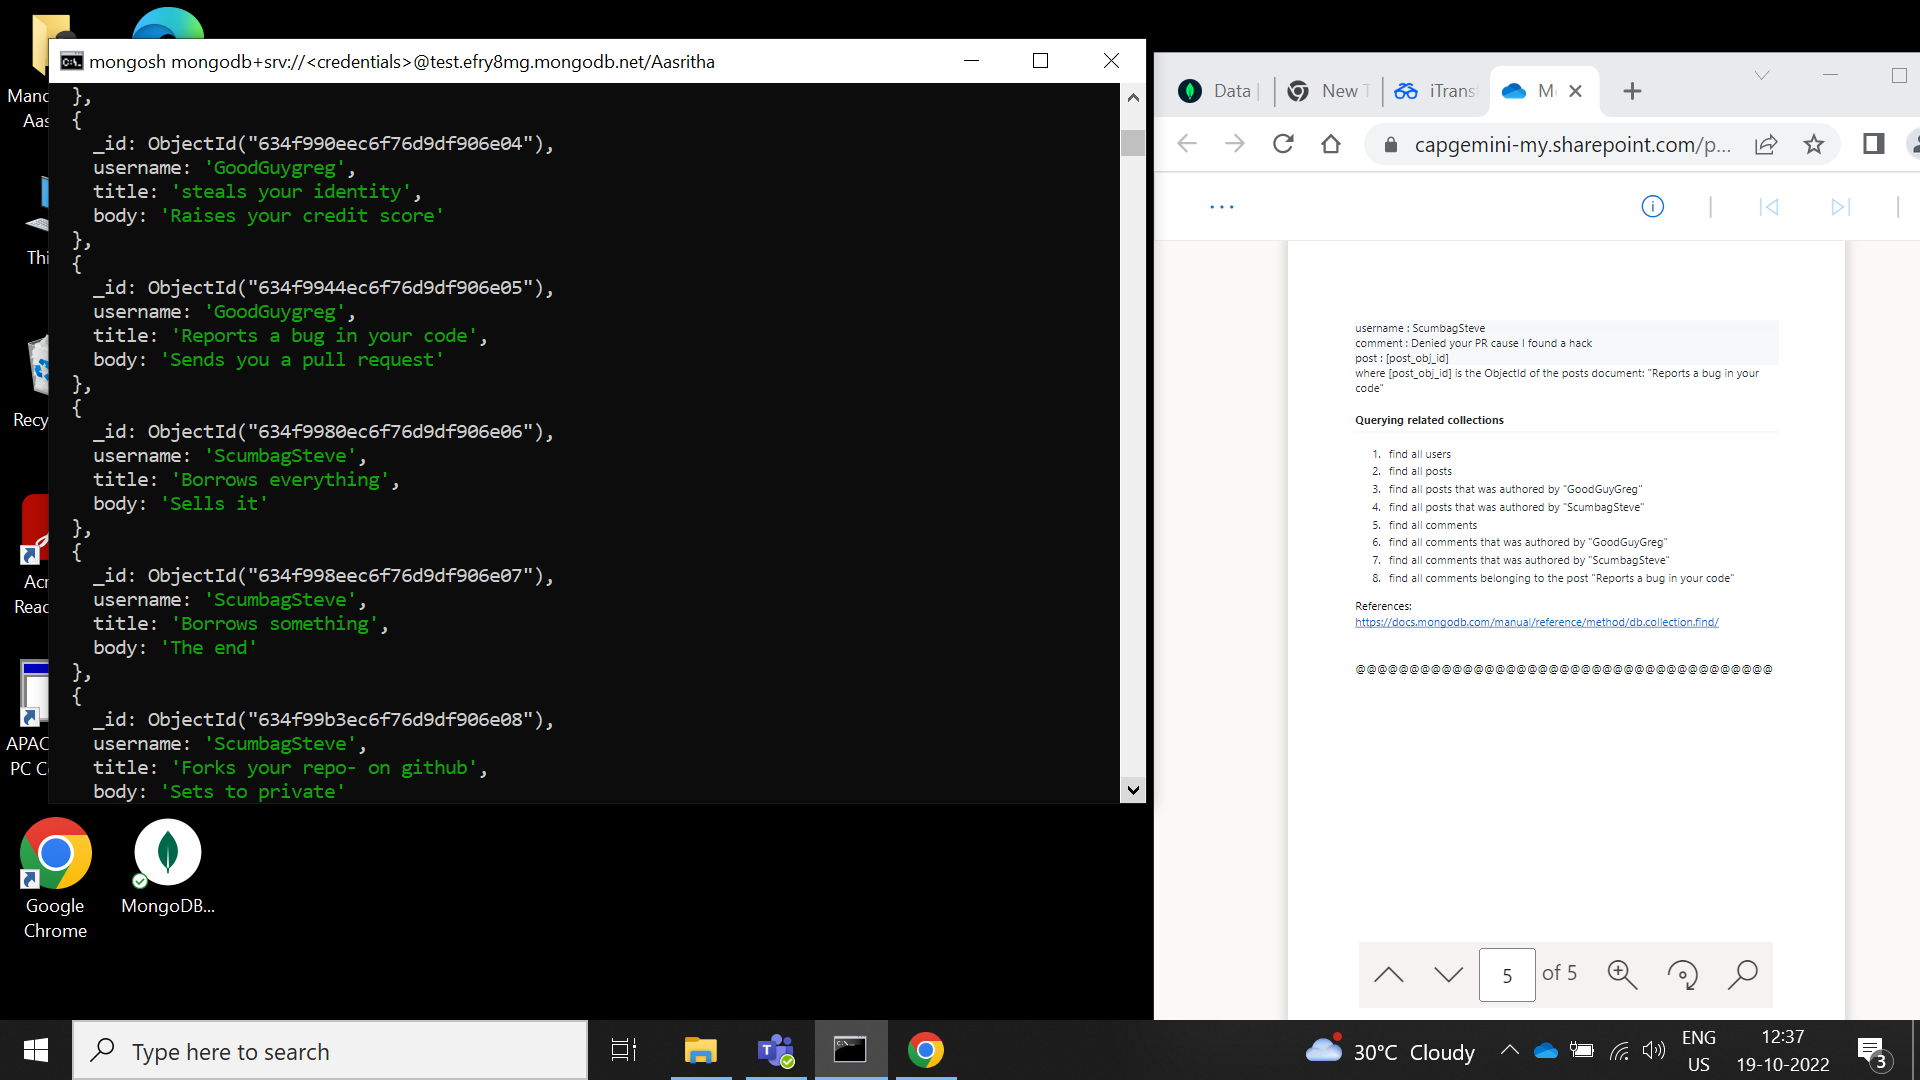 mongosh mongodb+srv://<credentials>@test.efry8mg.mongodb.net/Aasritha
},
{
_id: ObjectId("634f990eec6f76d9df906e04"),
username: 'GoodGuygreg',
title: 'steals your identity',
body: 'Raises your credit score'
},
{
_id: ObjectId("634f9944ec6f76d9df906e05"),
username: 'GoodGuygreg',
title: 'Reports a bug in your code',
body: 'Sends you a pull request'
},
{
_id: ObjectId("634f9980ec6f76d9df906e06"),
username: 'ScumbagSteve',
title: 'Borrows everything',
body: 'Sells it'
},
{
_id: ObjectId("634f998eec6f76d9df906e07"),
username: 'ScumbagSteve',
title: 'Borrows something',
body: 'The end'
},
{
_id: ObjectId("634f99b3ec6f76d9df906e08"),
username: 'ScumbagSteve',
title: 'Forks your repo- on github',
body: 'Sets to private'
Manc
Aas
Thi
Recy
Acr
Reac
APAC
PC C
Google
Chrome
MongoDB...
Data
New T
iTrans
Mo
capgemini-my.sharepoint.com/p...
username : ScumbagSteve
comment : Denied your PR cause I found a hack
post : [post_obj_id]
where [post_obj_id] is the ObjectId of the posts document: "Reports a bug in your
code"
Querying related collections
1. find all users
2. find all posts
3. find all posts that was authored by "GoodGuyGreg"
4. find all posts that was authored by "ScumbagSteve"
5. find all comments
6. find all comments that was authored by "GoodGuyGreg"
7. find all comments that was authored by "ScumbagSteve"
8. find all comments belonging to the post "Reports a bug in your code"
References:
https://docs.mongodb.com/manual/reference/method/db.collection.find/
@@@@@@@@@@@@@@@@@@@@@@@@@@@@@@@@@@@@@@@
5 of 5
Type here to search
30°C Cloudy
ENG
US
12:37
19-10-2022
3